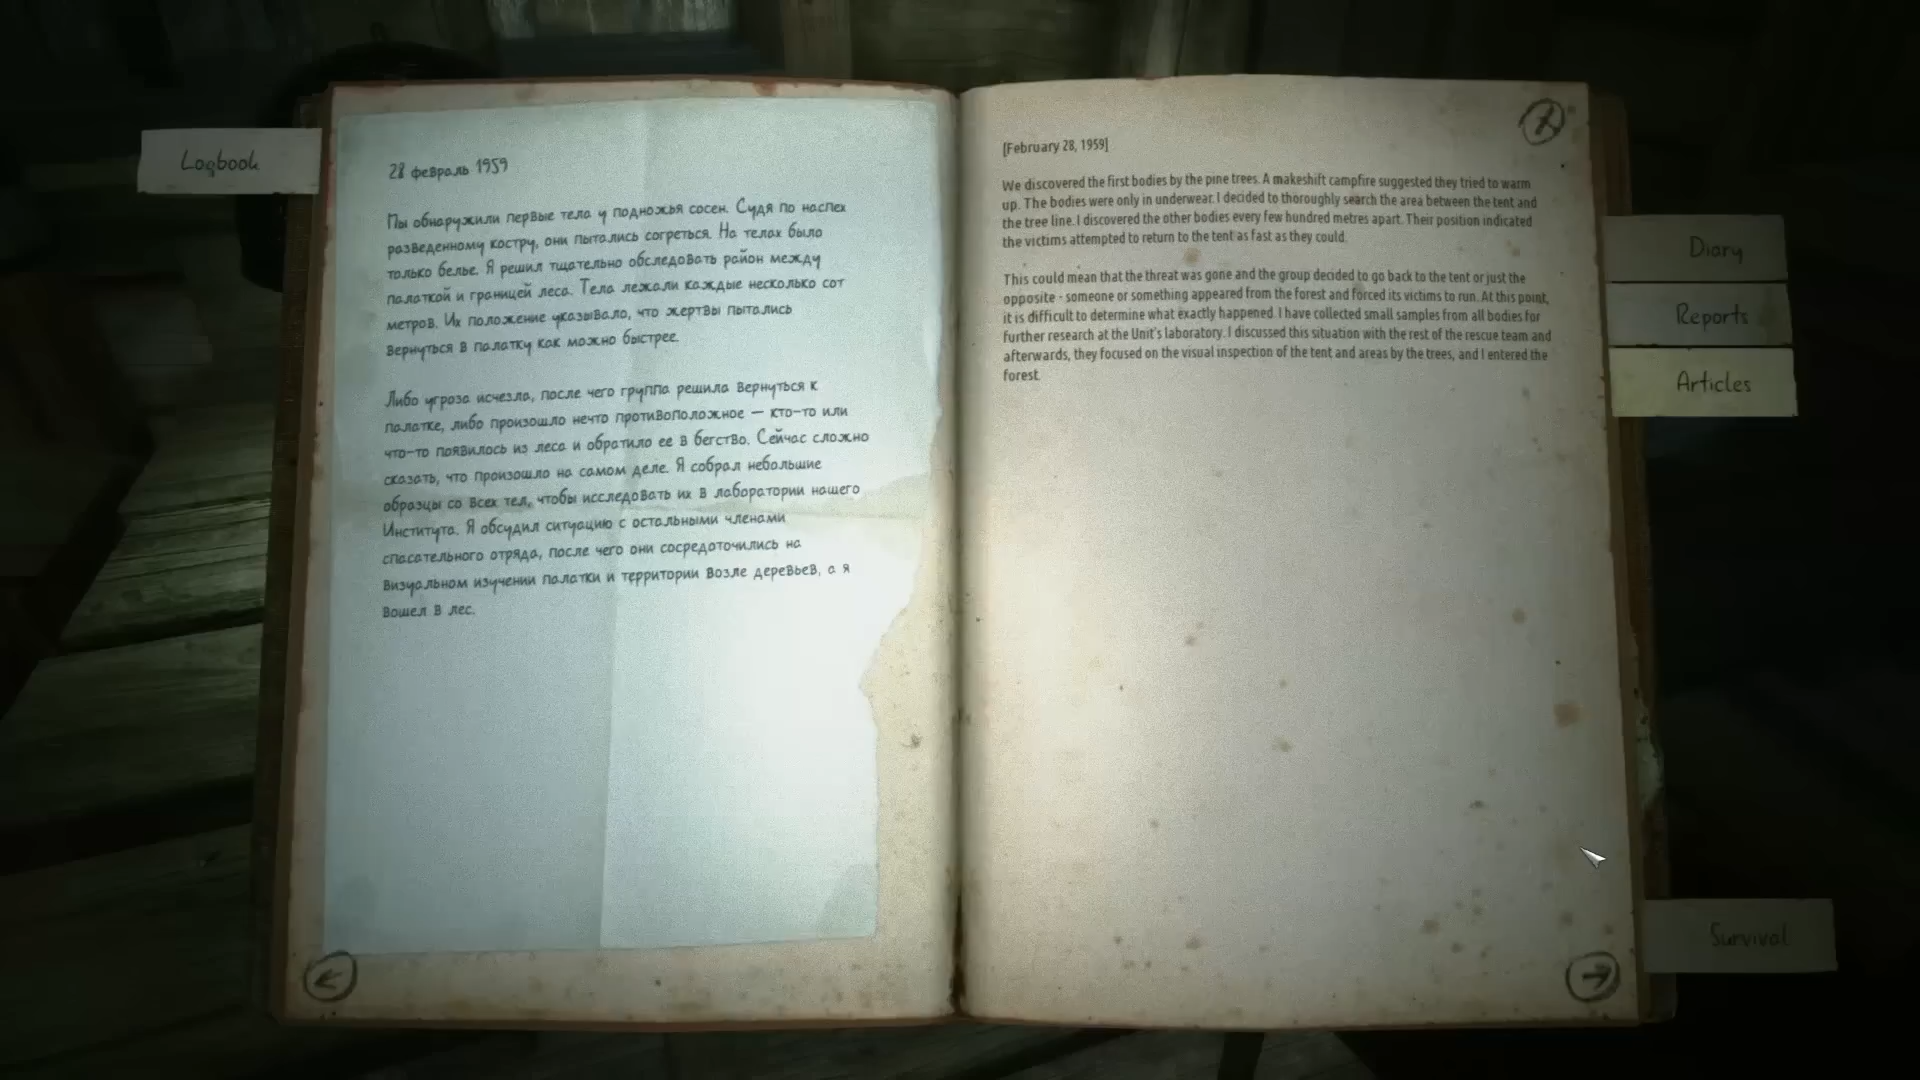 Logbook
28 февраль 1959
Пы обнаружили первые тела у подножья сосен. Судя по наспех
разведенному костру, они пытались согреться. На телах было
только белье. Я решил тщательно обследовать район между
палаткой и границей леса. Тела лежали каждые несколько сот
метров. Их положение указывало, что жертвы пытались
вернуться в палатку как можно быстрее.
Либо угроза исчезла, после чего группа решила вернуться к
палатке, либо произошло нечто противоположное — кто-то или
что-то появилось из леса и обратило ее в бегство. Сейчас сложно
сказать, что произошло на самом деле. Я собрал небольшие
образцы со всех тел, чтобы исследовать их в лаборатории нашего
Института. Я обсудил ситуацию с остальными членами
спасательного отряда, после чего они сосредоточились на
визуальном изучении палатки и территории возле деревьев, а я
вошел в лес.
[February 28, 1959]
We discovered the first bodies by the pine trees. A makeshift campfire suggested they tried to warm
up. The bodies were only in underwear. I decided to thoroughly search the area between the tent and
the tree line. I discovered the other bodies every few hundred metres apart. Their position indicated
the victims attempted to return to the tent as fast as they could.
This could mean that the threat was gone and the group decided to go back to the tent or just the
opposite - someone or something appeared from the forest and forced its victims to run. At this point,
it is difficult to determine what exactly happened. I have collected small samples from all bodies for
further research at the Unit's laboratory. I discussed this situation with the rest of the rescue team and
afterwards, they focused on the visual inspection of the tent and areas by the trees, and I entered the
forest.
Diary
Reports
Articles
Survival